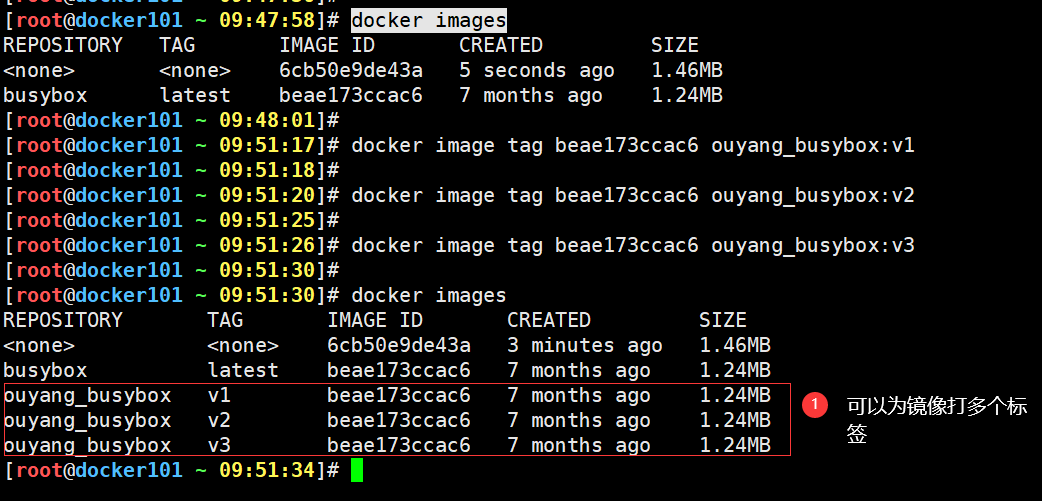 [root@docker101 ~ 09:47:58]# docker images
REPOSITORY   TAG       IMAGE ID       CREATED         SIZE
<none>       <none>    6cb50e9de43a   5 seconds ago   1.46MB
busybox      latest    beae173ccac6   7 months ago    1.24MB
[root@docker101 ~ 09:48:01]#
[root@docker101 ~ 09:51:17]# docker image tag beae173ccac6 ouyang_busybox:v1
[root@docker101 ~ 09:51:18]#
[root@docker101 ~ 09:51:20]# docker image tag beae173ccac6 ouyang_busybox:v2
[root@docker101 ~ 09:51:25]#
[root@docker101 ~ 09:51:26]# docker image tag beae173ccac6 ouyang_busybox:v3
[root@docker101 ~ 09:51:30]#
[root@docker101 ~ 09:51:30]# docker images
REPOSITORY       TAG       IMAGE ID       CREATED         SIZE
<none>           <none>    6cb50e9de43a   3 minutes ago   1.46MB
busybox          latest    beae173ccac6   7 months ago    1.24MB
ouyang_busybox   v1        beae173ccac6   7 months ago    1.24MB
ouyang_busybox   v2        beae173ccac6   7 months ago    1.24MB
ouyang_busybox   v3        beae173ccac6   7 months ago    1.24MB
[root@docker101 ~ 09:51:34]#
1
可以为镜像打多个标
签